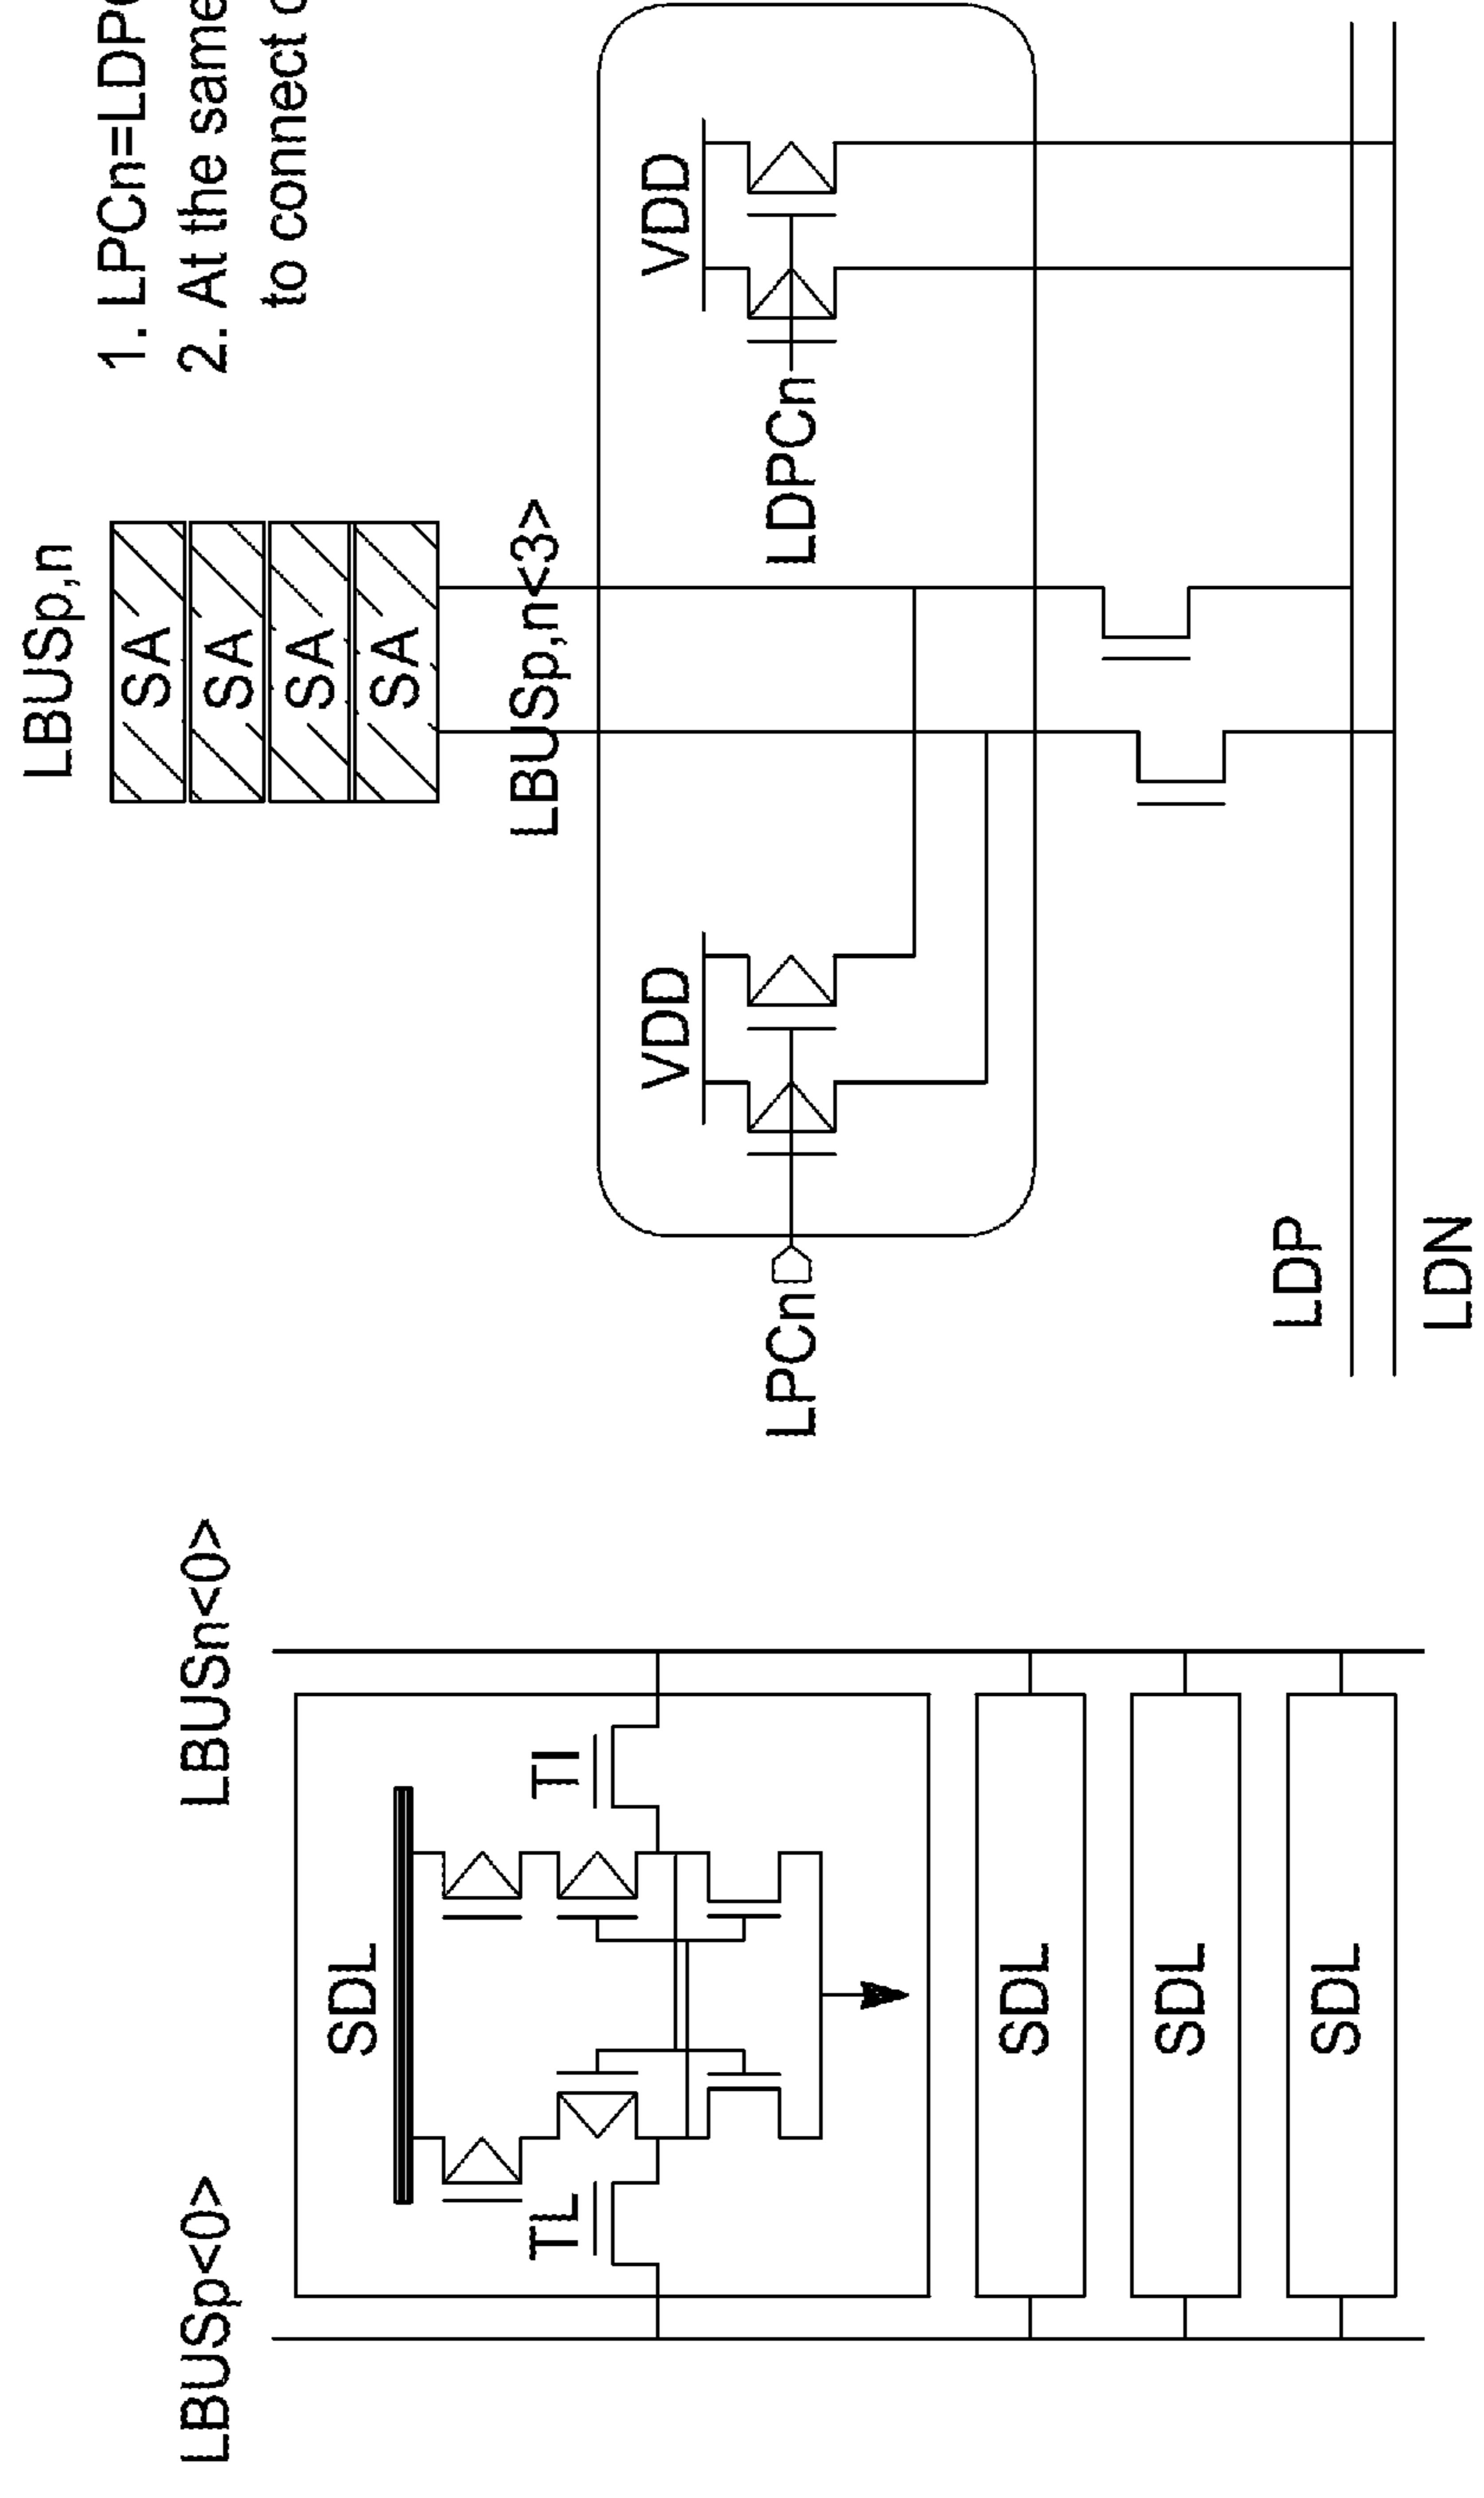 LBUSp<0>
LBUSn<0>
SDL
TL
TI
SDL
SDL
SDL
LBUSp,n
SA
SA
SA
SA
LBUSp,n<3>
VDD
LPCn
VDD
LDPCn
LDP
LDN
1. LPCn=LDP
2. At the same
to connect